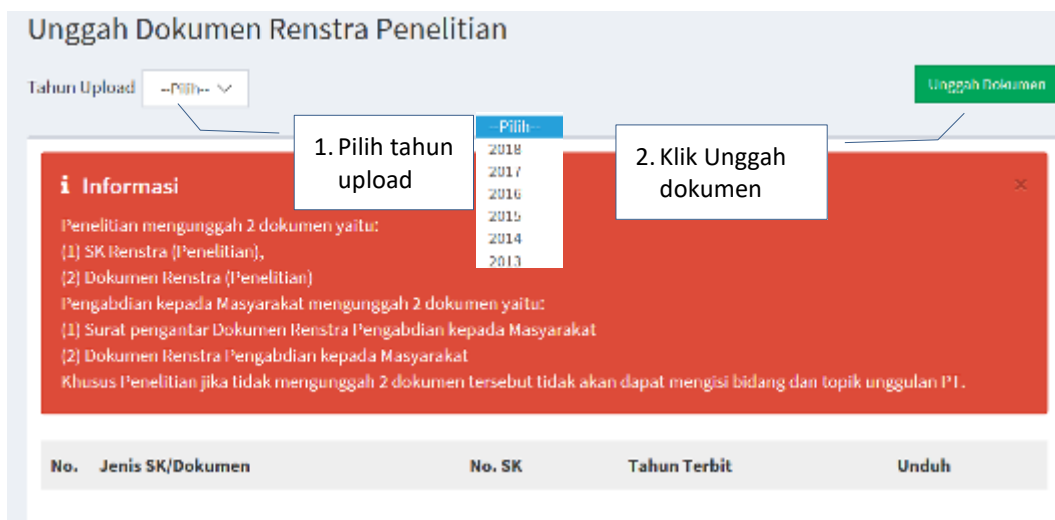 Unggah Dokumen Renstra Penelitian
Tahun Upload --Pilih-- Unggah Dokumen
1. Pilih tahun
upload
--Pilih--
2018
2017
2016
2015
2014
2013
2. Klik Unggah
dokumen
i Informasi ×
Penelitian mengunggah 2 dokumen yaitu:
(1) SK Renstra (Penelitian),
(2) Dokumen Renstra (Penelitian)
Pengabdian kepada Masyarakat mengunggah 2 dokumen yaitu:
(1) Surat pengantar Dokumen Renstra Pengabdian kepada Masyarakat
(2) Dokumen Renstra Pengabdian kepada Masyarakat
Khusus Penelitian jika tidak mengunggah 2 dokumen tersebut tidak akan dapat mengisi bidang dan topik unggulan PT.
No. Jenis SK/Dokumen No. SK Tahun Terbit Unduh